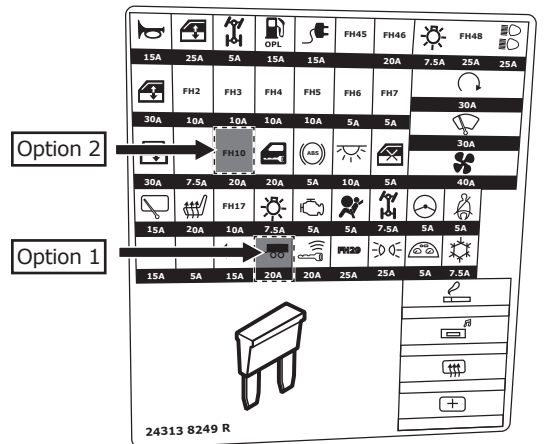 FH45 FH46 FH48
OPL
15A 25A 5A 15A 15A 20A 7.5A 25A 25A
FH2 FH3 FH4 FH5 FH6 FH7
30A
30A 10A 10A 10A 10A 5A 5A
30A
Option 2
FH10 ABS
30A 7.5A 20A 20A 5A 10A 5A 40A
FH17
15A 20A 10A 7.5A 5A 5A 7.5A 5A 5A
Option 1
FH29
15A 5A 15A 20A 20A 25A 25A 5A 7.5A
24313 8249 R